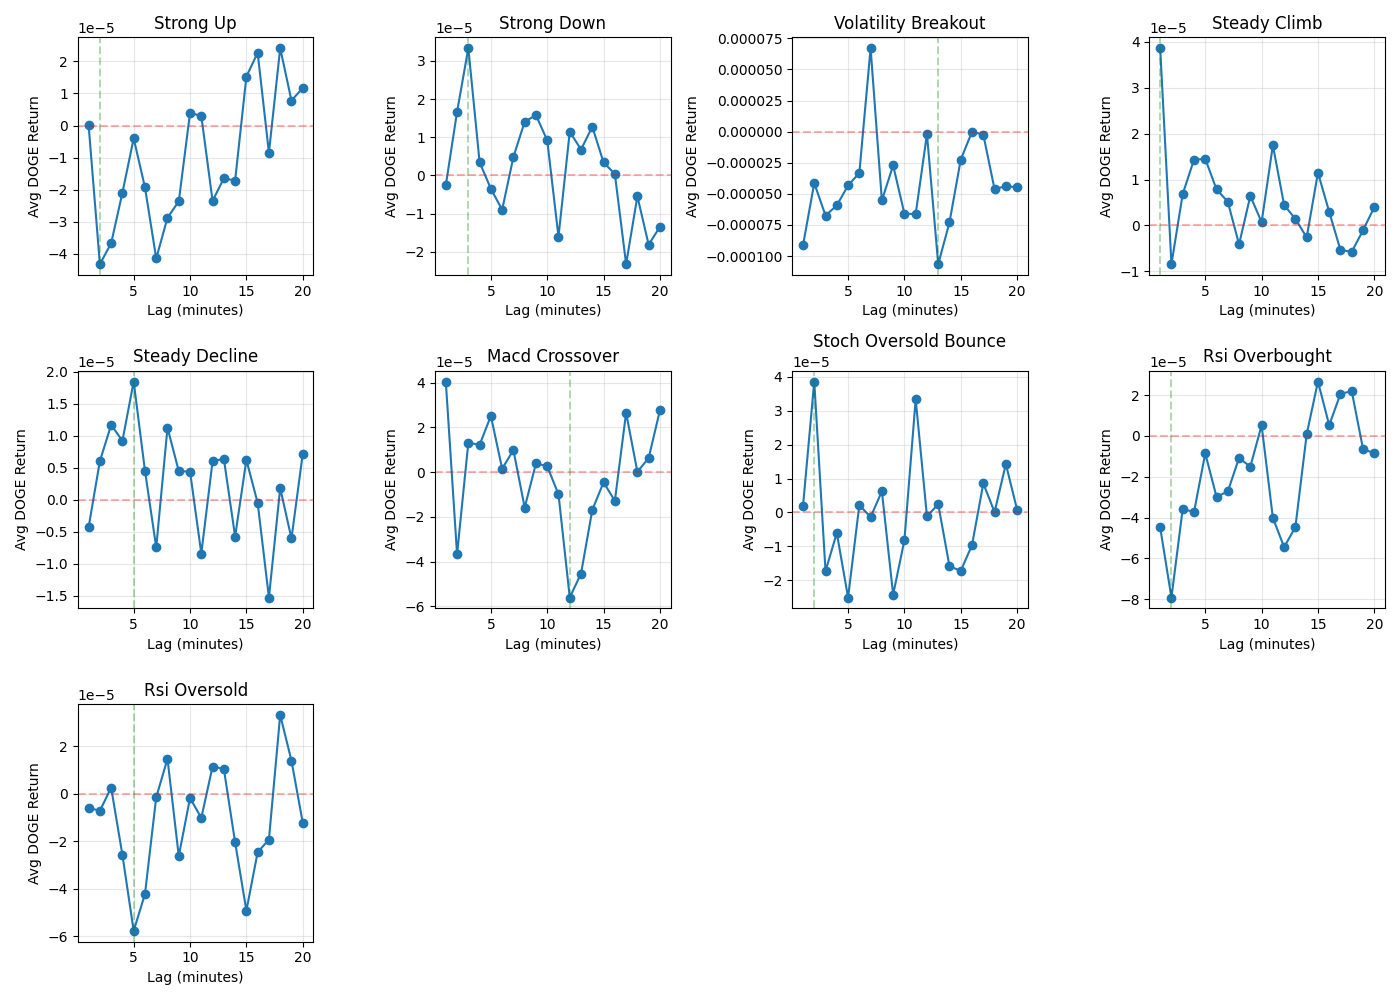 Strong Up
1e−5
Avg DOGE Return
2
1
0
−1
−2
−3
−4
5 10 15 20
Lag (minutes)
Strong Down
1e−5
Avg DOGE Return
3
2
1
0
−1
−2
5 10 15 20
Lag (minutes)
Volatility Breakout
Avg DOGE Return
0.000075
0.000050
0.000025
0.000000
−0.000025
−0.000050
−0.000075
−0.000100
5 10 15 20
Lag (minutes)
Steady Climb
1e−5
Avg DOGE Return
4
3
2
1
0
−1
5 10 15 20
Lag (minutes)
Steady Decline
1e−5
Avg DOGE Return
2.0
1.5
1.0
0.5
0.0
−0.5
−1.0
−1.5
5 10 15 20
Lag (minutes)
Macd Crossover
1e−5
Avg DOGE Return
4
2
0
−2
−4
−6
5 10 15 20
Lag (minutes)
Stoch Oversold Bounce
1e−5
Avg DOGE Return
4
3
2
1
0
−1
−2
5 10 15 20
Lag (minutes)
Rsi Overbought
1e−5
Avg DOGE Return
2
0
−2
−4
−6
−8
5 10 15 20
Lag (minutes)
Rsi Oversold
1e−5
Avg DOGE Return
2
0
−2
−4
−6
5 10 15 20
Lag (minutes)